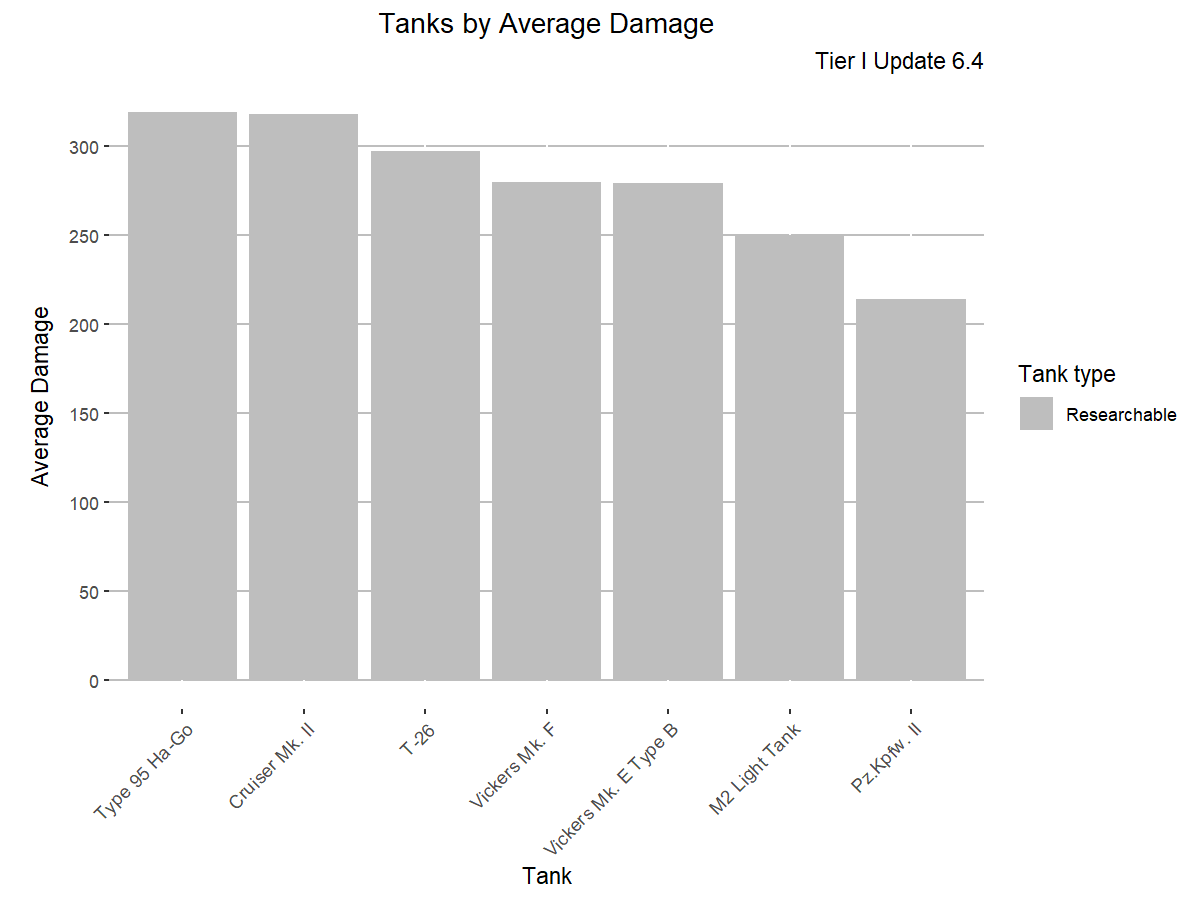 Tanks by Average Damage
Tier I Update 6.4
Average Damage
300
250
200
150
100
50
0
Type 95 Ha-Go
Cruiser Mk. II
T-26
Vickers Mk. F
Vickers Mk. E Type B
M2 Light Tank
Pz.Kpfw. II
Tank
Tank type
Researchable